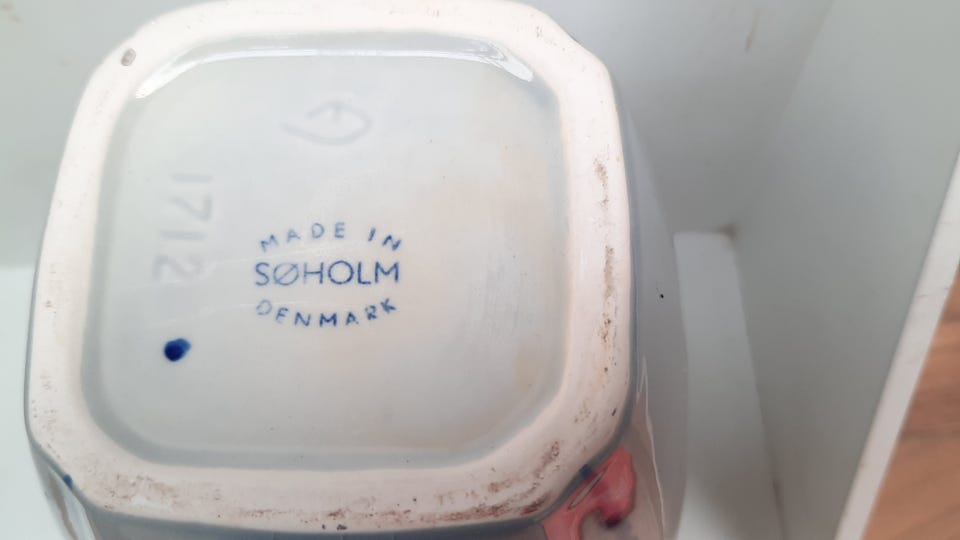 1712
MADE IN
SØHOLM
DENMARK